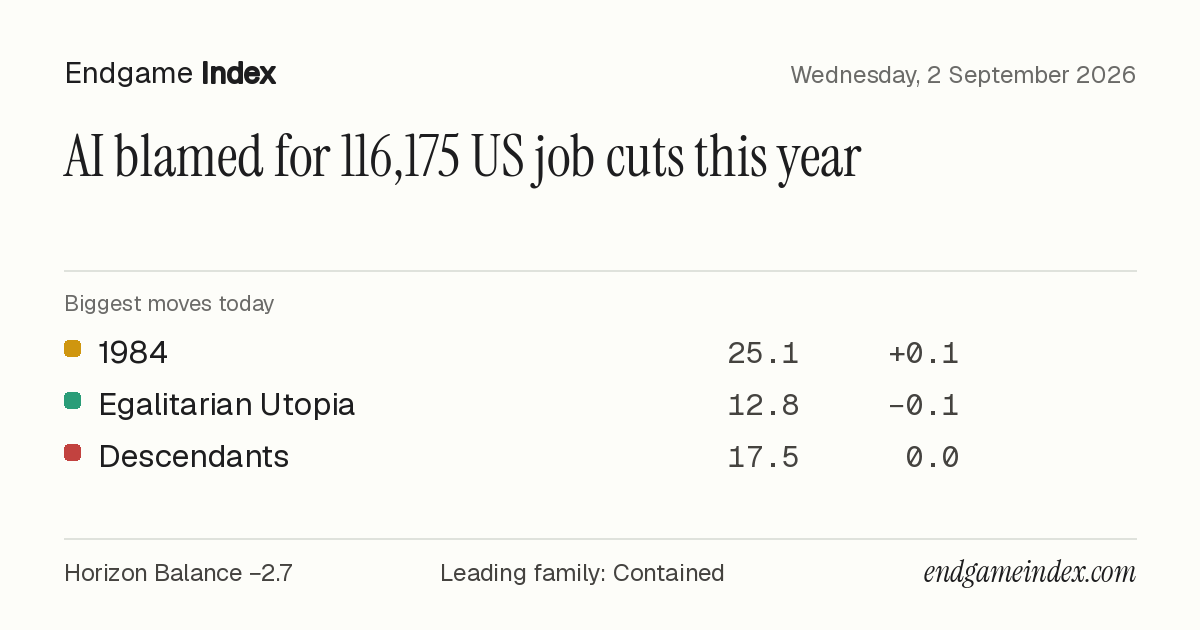 Endgame Index
Wednesday, 2 September 2026
AI blamed for 116,175 US job cuts this year
Biggest moves today
1984 25.1 +0.1
Egalitarian Utopia 12.8 −0.1
Descendants 17.5 0.0
Horizon Balance −2.7
Leading family: Contained
endgameindex.com